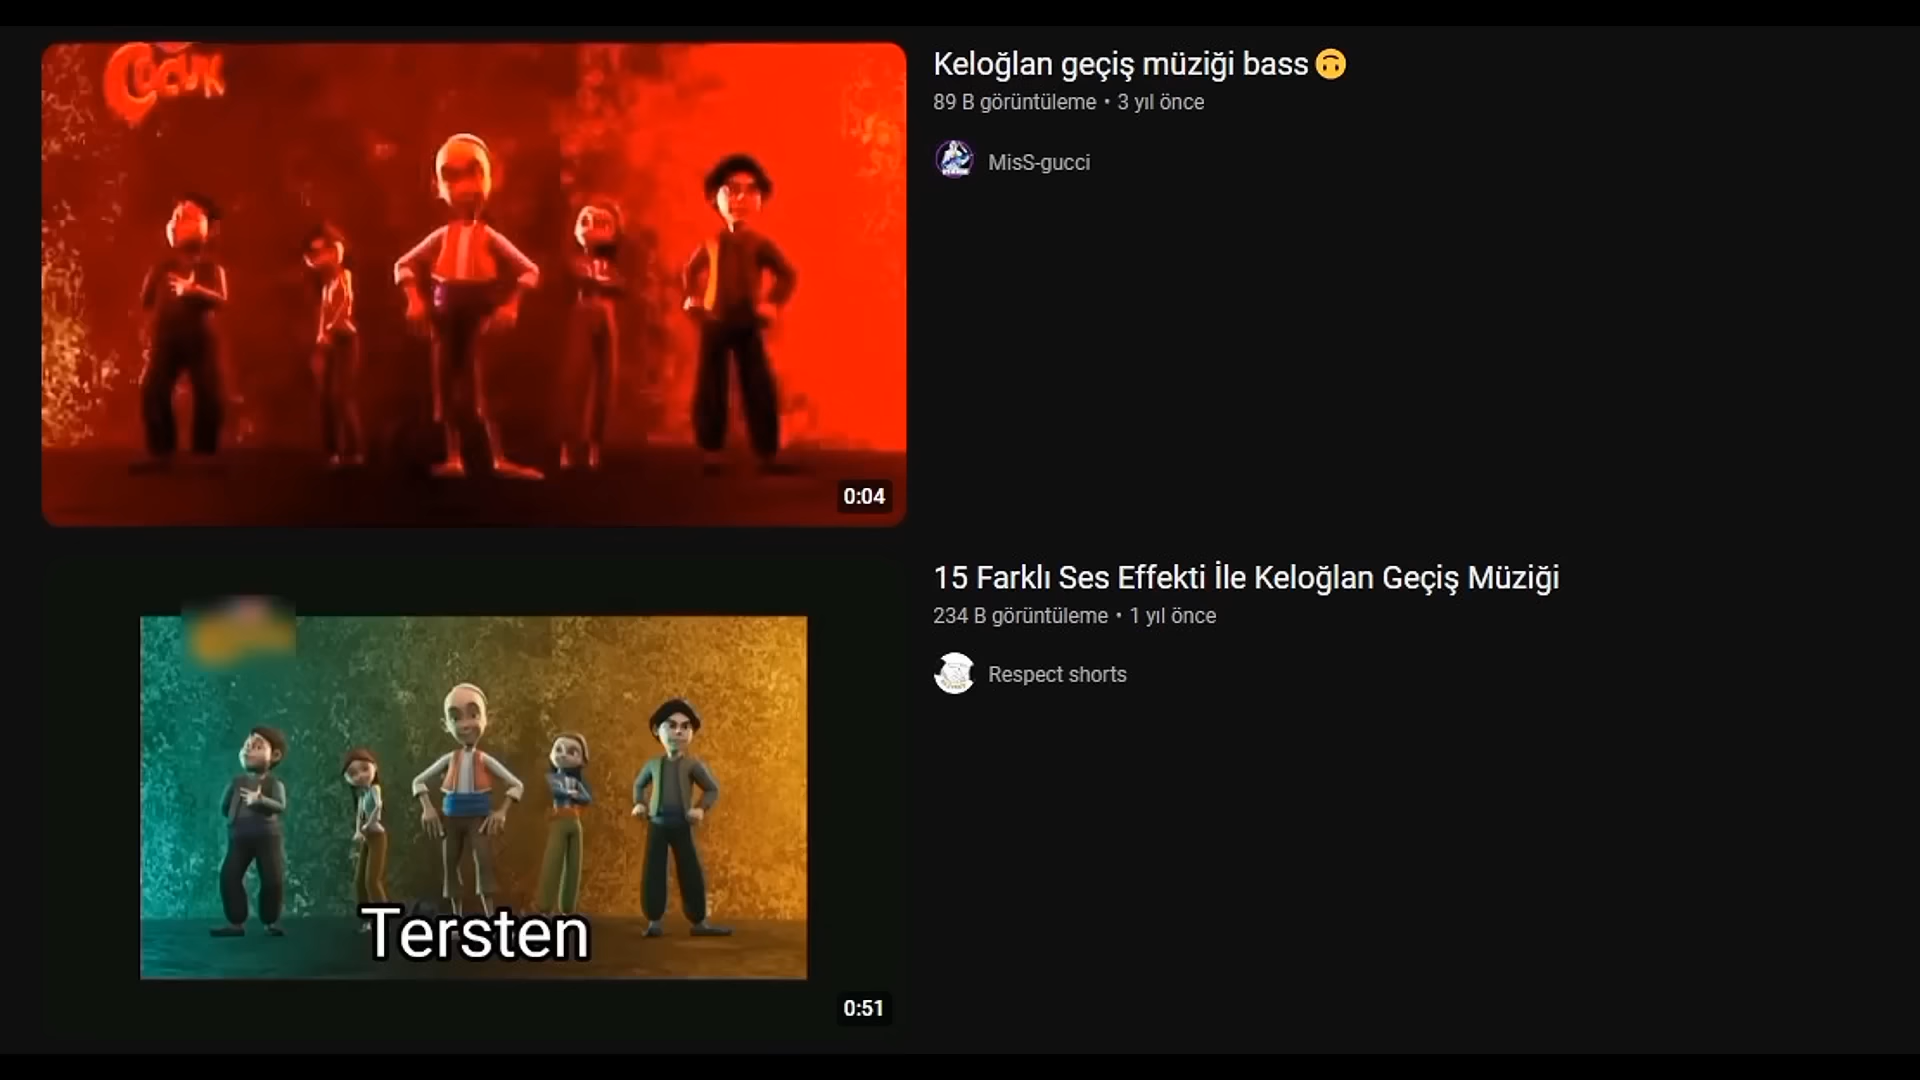 ÇOCUK
Keloğlan geçiş müziği bass🙃
89 B görüntüleme • 3 yıl önce
MisS-gucci
0:04
15 Farklı Ses Effekti İle Keloğlan Geçiş Müziği
234 B görüntüleme • 1 yıl önce
Respect shorts
Tersten
0:51